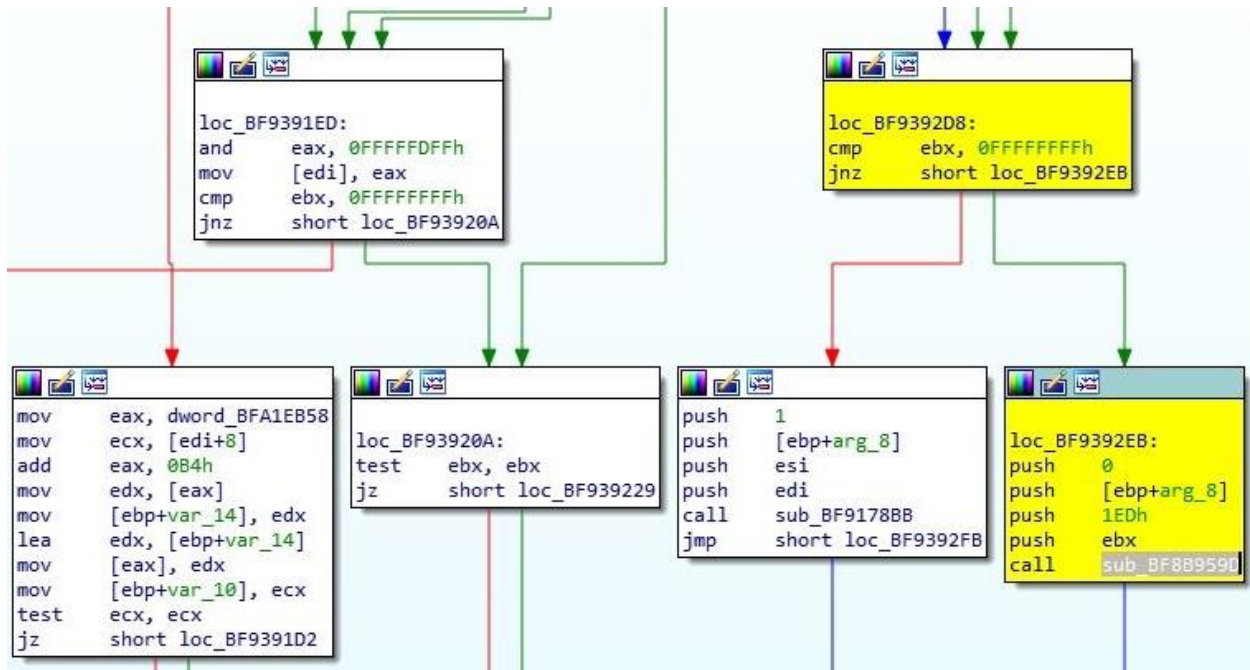 loc_BF9391ED:
and eax, 0FFFFFDFFh
mov [edi], eax
cmp ebx, 0FFFFFFFFh
jnz short loc_BF93920A
loc_BF9392D8:
cmp ebx, 0FFFFFFFFh
jnz short loc_BF9392EB
mov eax, dword_BFA1EB58
mov ecx, [edi+8]
add eax, 0B4h
mov edx, [eax]
mov [ebp+var_14], edx
lea edx, [ebp+var_14]
mov [eax], edx
mov [ebp+var_10], ecx
test ecx, ecx
jz short loc_BF9391D2
loc_BF93920A:
test ebx, ebx
jz short loc_BF939229
push 1
push [ebp+arg_8]
push esi
push edi
call sub_BF9178BB
jmp short loc_BF9392FB
loc_BF9392EB:
push 0
push [ebp+arg_8]
push 1EDh
push ebx
call sub_BF8B959D